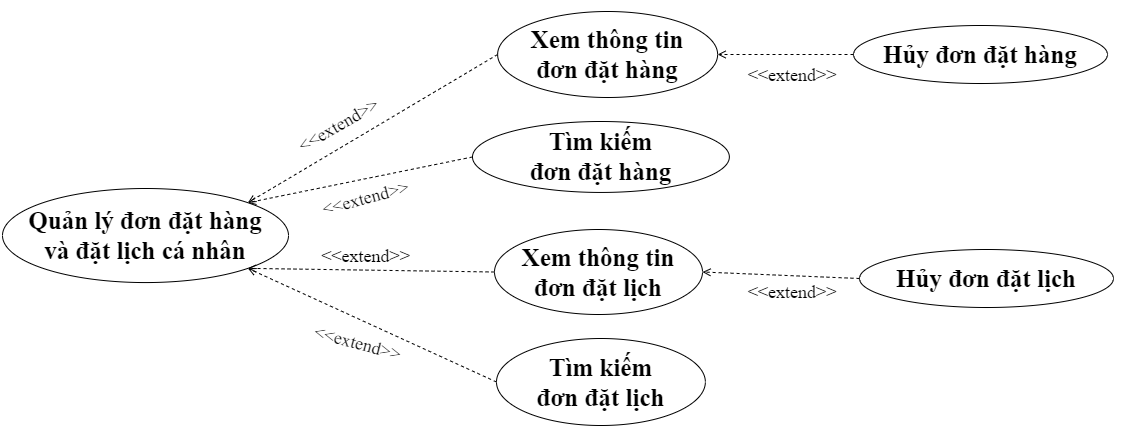 Xem thông tin
đơn đặt hàng
Hủy đơn đặt hàng
<<extend>>
<<extend>>
Tìm kiếm
đơn đặt hàng
<<extend>>
Quản lý đơn đặt hàng
và đặt lịch cá nhân
<<extend>>
Xem thông tin
đơn đặt lịch
Hủy đơn đặt lịch
<<extend>>
<<extend>>
Tìm kiếm
đơn đặt lịch